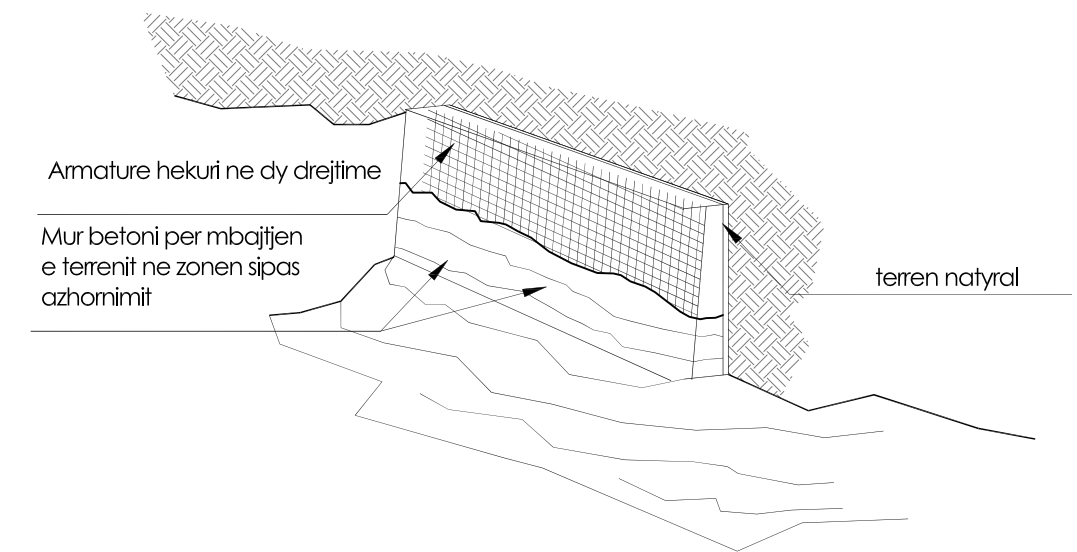 Armature hekuri ne dy drejtime
Mur betoni per mbajtjen
e terrenit ne zonen sipas
azhornimit
terren natyral